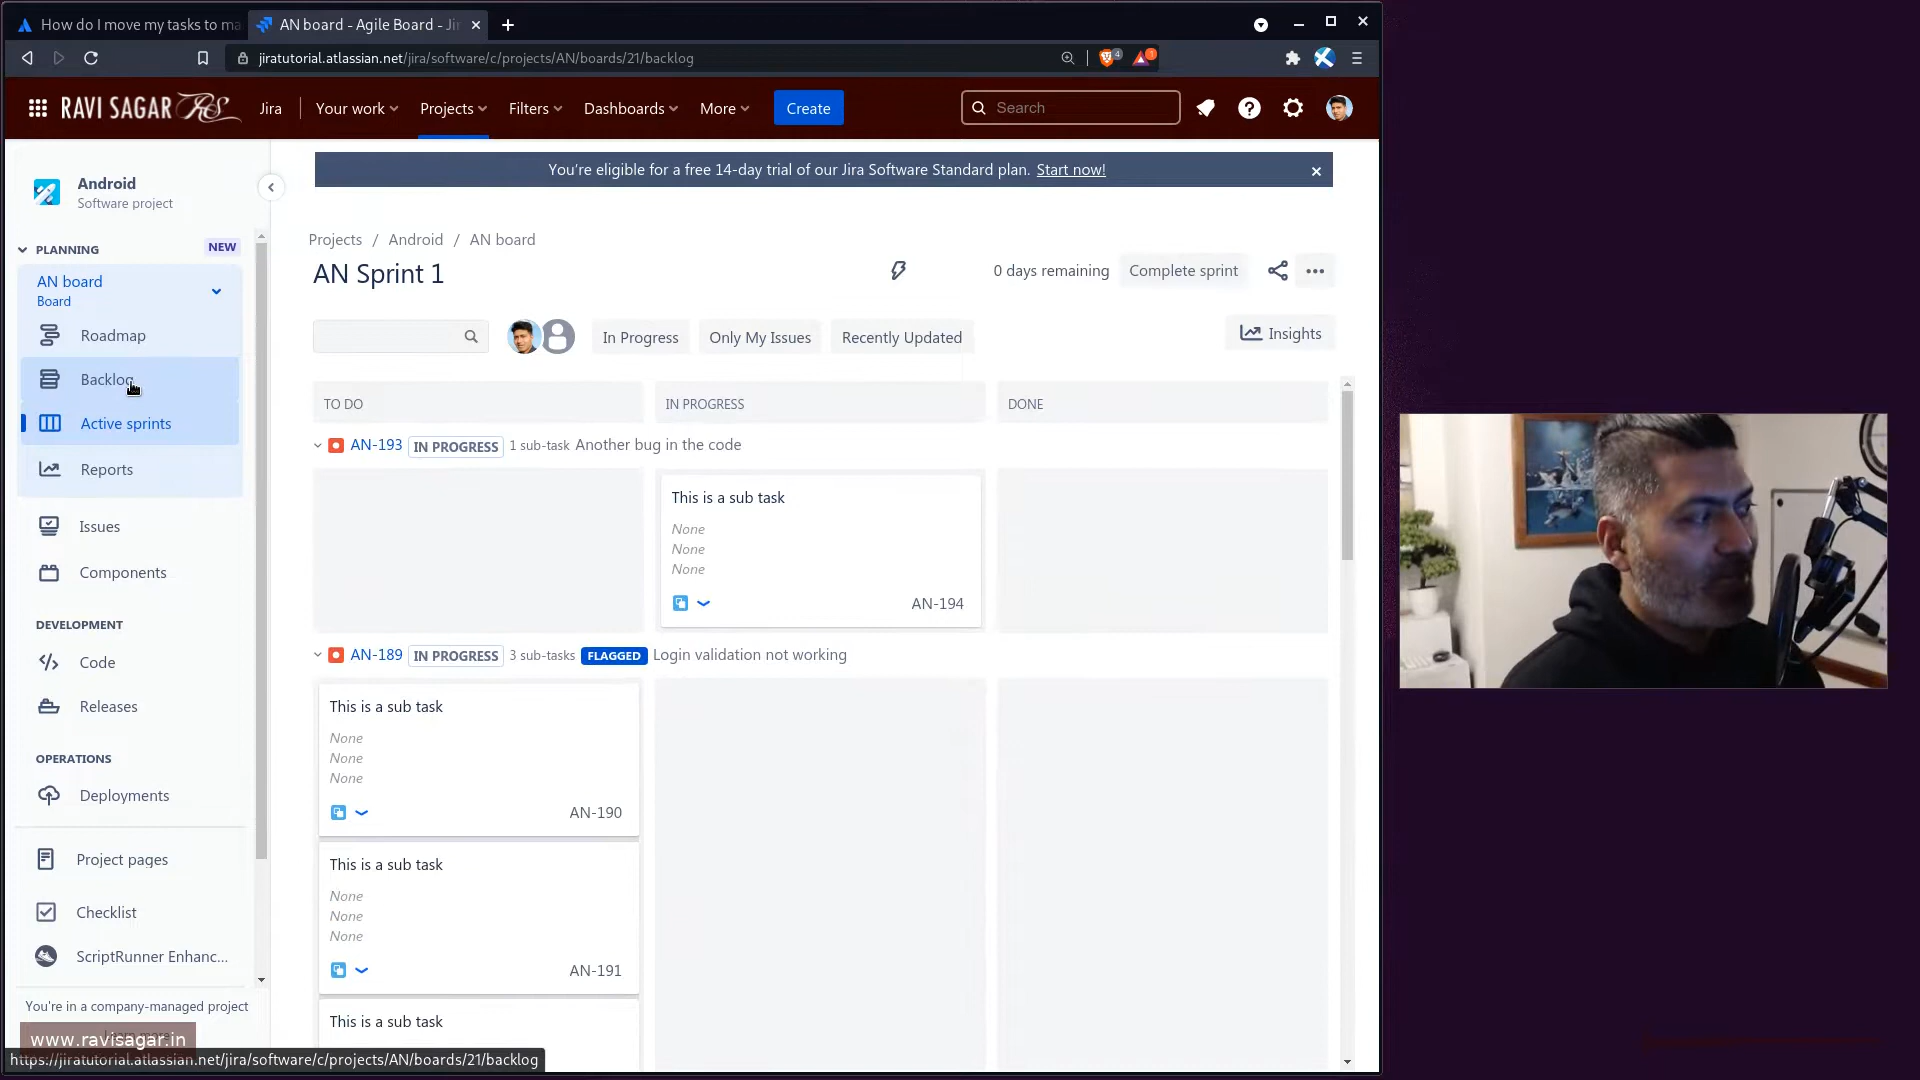 How do I move my tasks to ma
AN board - Agile Board - Ji
jiratutorial.atlassian.net/jira/software/c/projects/AN/boards/21/backlog
4
1
RAVI SAGAR RS
Jira
Your work
Projects
Filters
Dashboards
More
Create
Search
Android
Software project
PLANNING
NEW
AN board
Board
Roadmap
Backlog
Active sprints
Reports
Issues
Components
DEVELOPMENT
Code
Releases
OPERATIONS
Deployments
Project pages
Checklist
ScriptRunner Enhanc...
You're in a company-managed project
www.ravisagar.in
https://jiratutorial.atlassian.net/jira/software/c/projects/AN/boards/21/backlog
You're eligible for a free 14-day trial of our Jira Software Standard plan. Start now!
Projects / Android / AN board
AN Sprint 1
0 days remaining
Complete sprint
In Progress
Only My Issues
Recently Updated
Insights
TO DO
IN PROGRESS
DONE
AN-193 IN PROGRESS 1 sub-task Another bug in the code
This is a sub task
None
None
None
AN-194
AN-189 IN PROGRESS 3 sub-tasks FLAGGED Login validation not working
This is a sub task
None
None
None
AN-190
This is a sub task
None
None
None
AN-191
This is a sub task